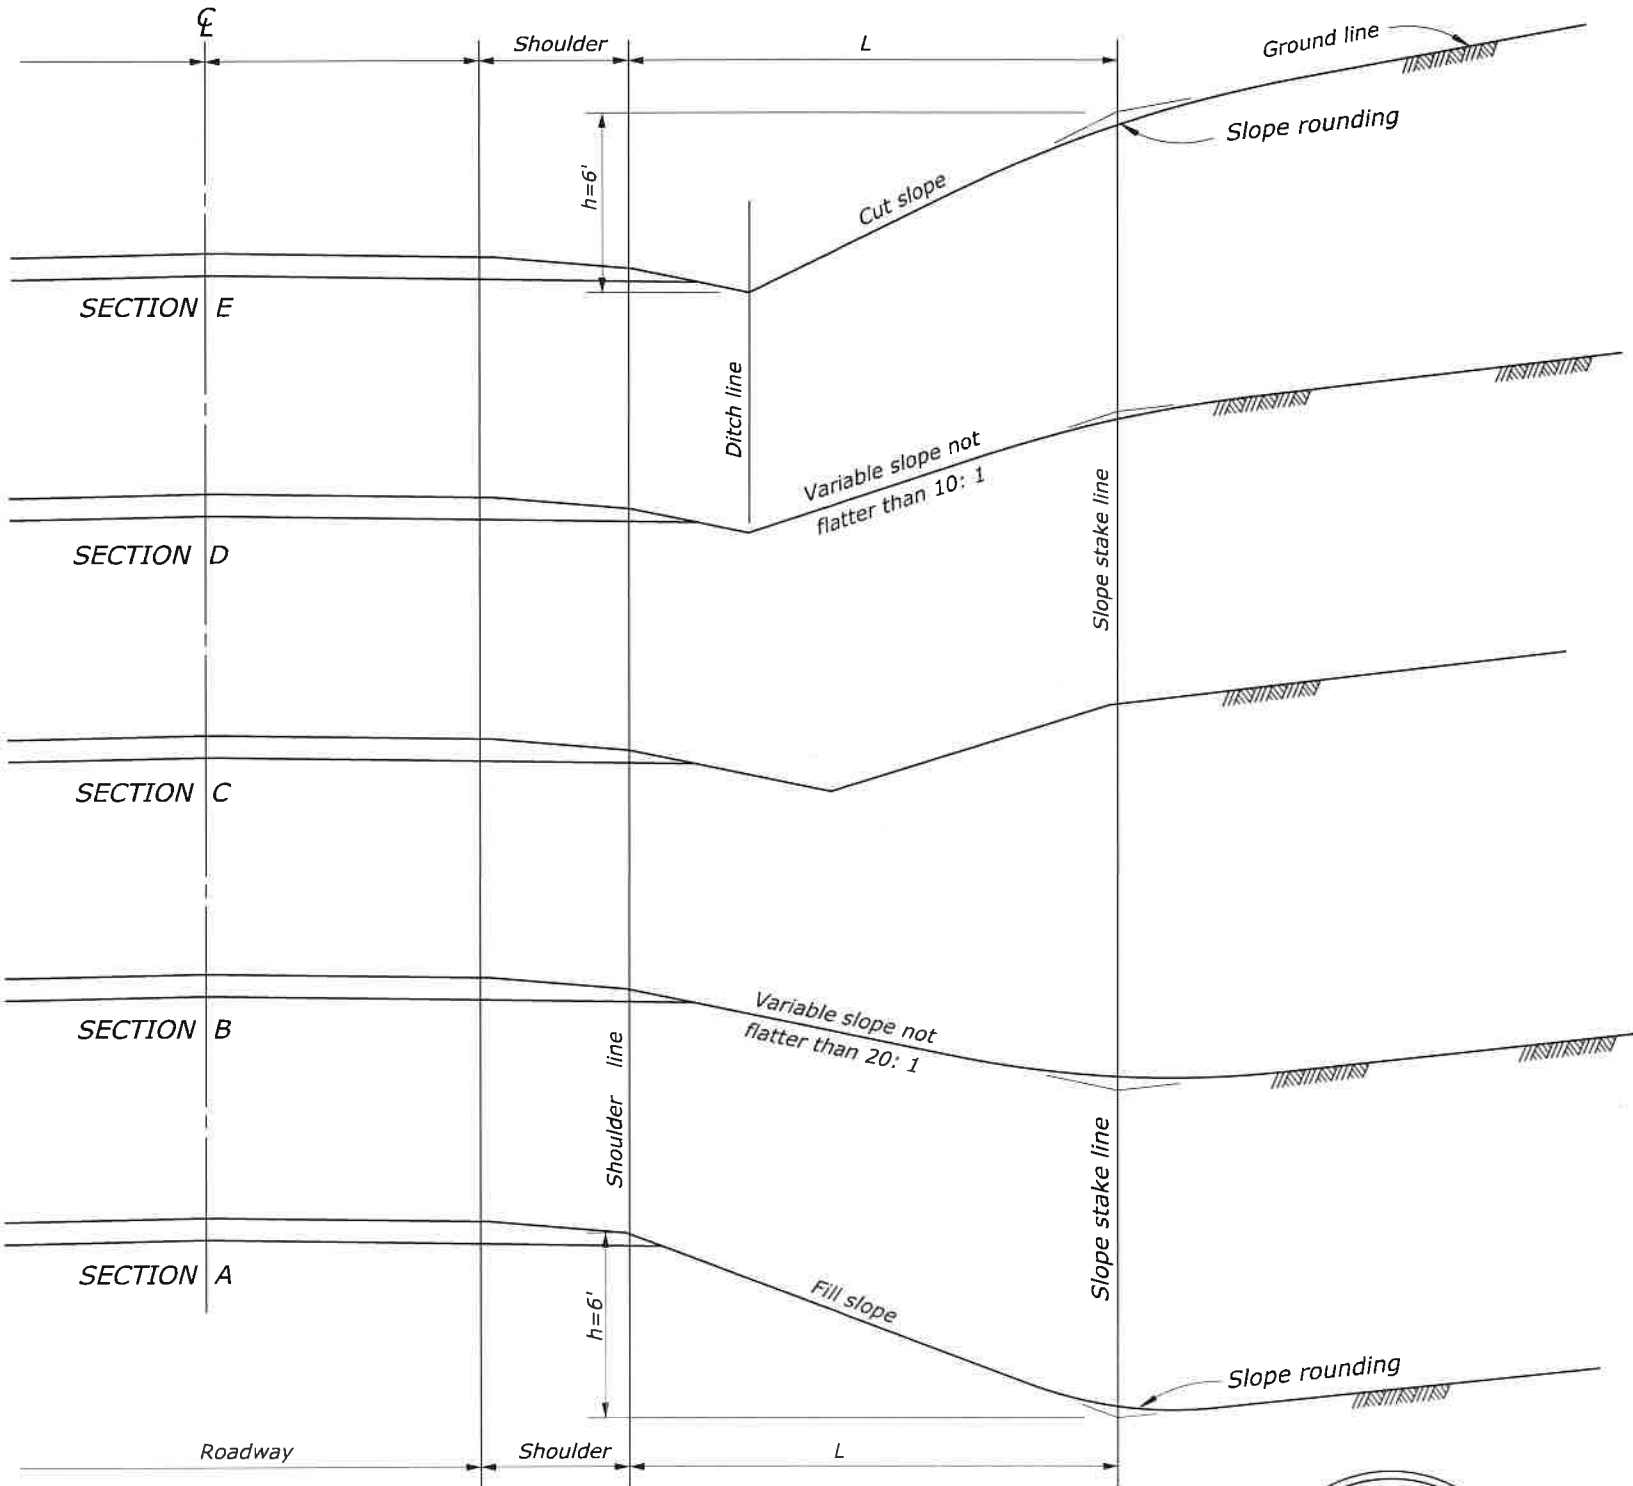 ℄
Shoulder
L
Ground line
Slope rounding
h=6'
Cut slope
SECTION E
Ditch line
Variable slope not
flatter than 10: 1
Slope stake line
SECTION D
SECTION C
SECTION B
Variable slope not
flatter than 20: 1
Shoulder line
Slope stake line
SECTION A
h=6'
Fill slope
Slope rounding
Roadway
Shoulder
L